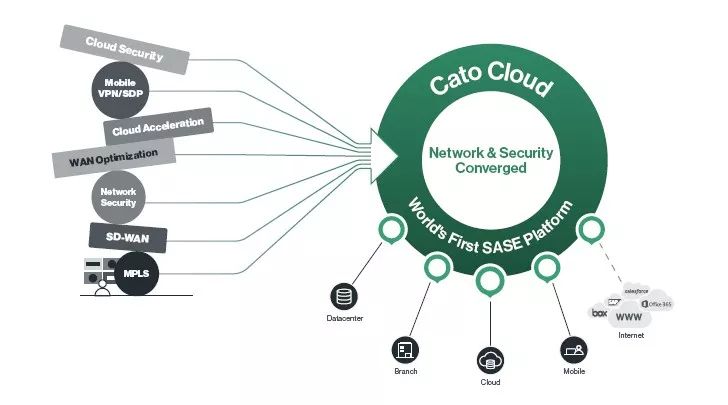 Cloud Security
Mobile
VPN/SDP
Cloud Acceleration
WAN Optimization
Network
Security
SD-WAN
MPLS
Cato Cloud
Network & Security
Converged
World's First SASE Platform
Datacenter
Branch
Cloud
Mobile
salesforce
SAP
Office 365
box
www
Internet